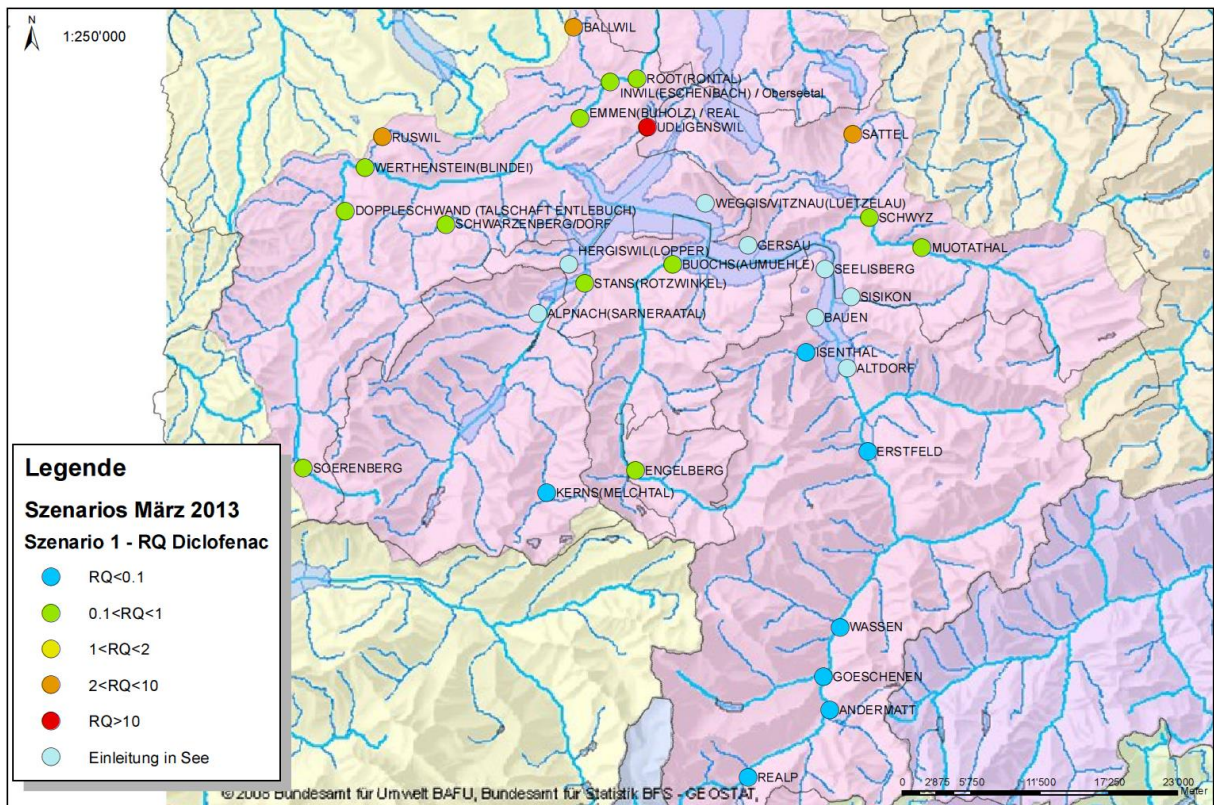 N
1:250'000
BALLWIL
ROOT(RONTAL)
INWIL(ESCHENBACH) / Oberseetal
EMMEN(BUHOLZ) / REAL
UDLIGENSWIL
RUSWIL
SATTEL
WERTHENSTEIN(BLINDEI)
WEGGIS/VITZNAU(LUETZELAU)
DOPPLESCHWAND (TALSCHAFT ENTLEBUCH)
SCHWYZ
SCHWARZENBERG/DORF
GERSAU
MUOTATHAL
HERGISWIL(LOPPER)
BUOCHS(AUMUEHLE)
SEELISBERG
STANS(ROTZWINKEL)
SISIKON
ALPNACH(SARNERAATAL)
BAUEN
ISENTHAL
ALTDORF
ERSTFELD
SOERENBERG
ENGELBERG
KERNS(MELCHTAL)
WASSEN
GOESCHENEN
ANDERMATT
REALP
Legende
Szenarios März 2013
Szenario 1 - RQ Diclofenac
RQ<0.1
0.1<RQ<1
1<RQ<2
2<RQ<10
RQ>10
Einleitung in See
0 2'875 5'750 11'500 17'250 23'000
Meter
©2008 Bundesamt für Umwelt BAFU, Bundesamt für Statistik BFS - GEOSTAT,